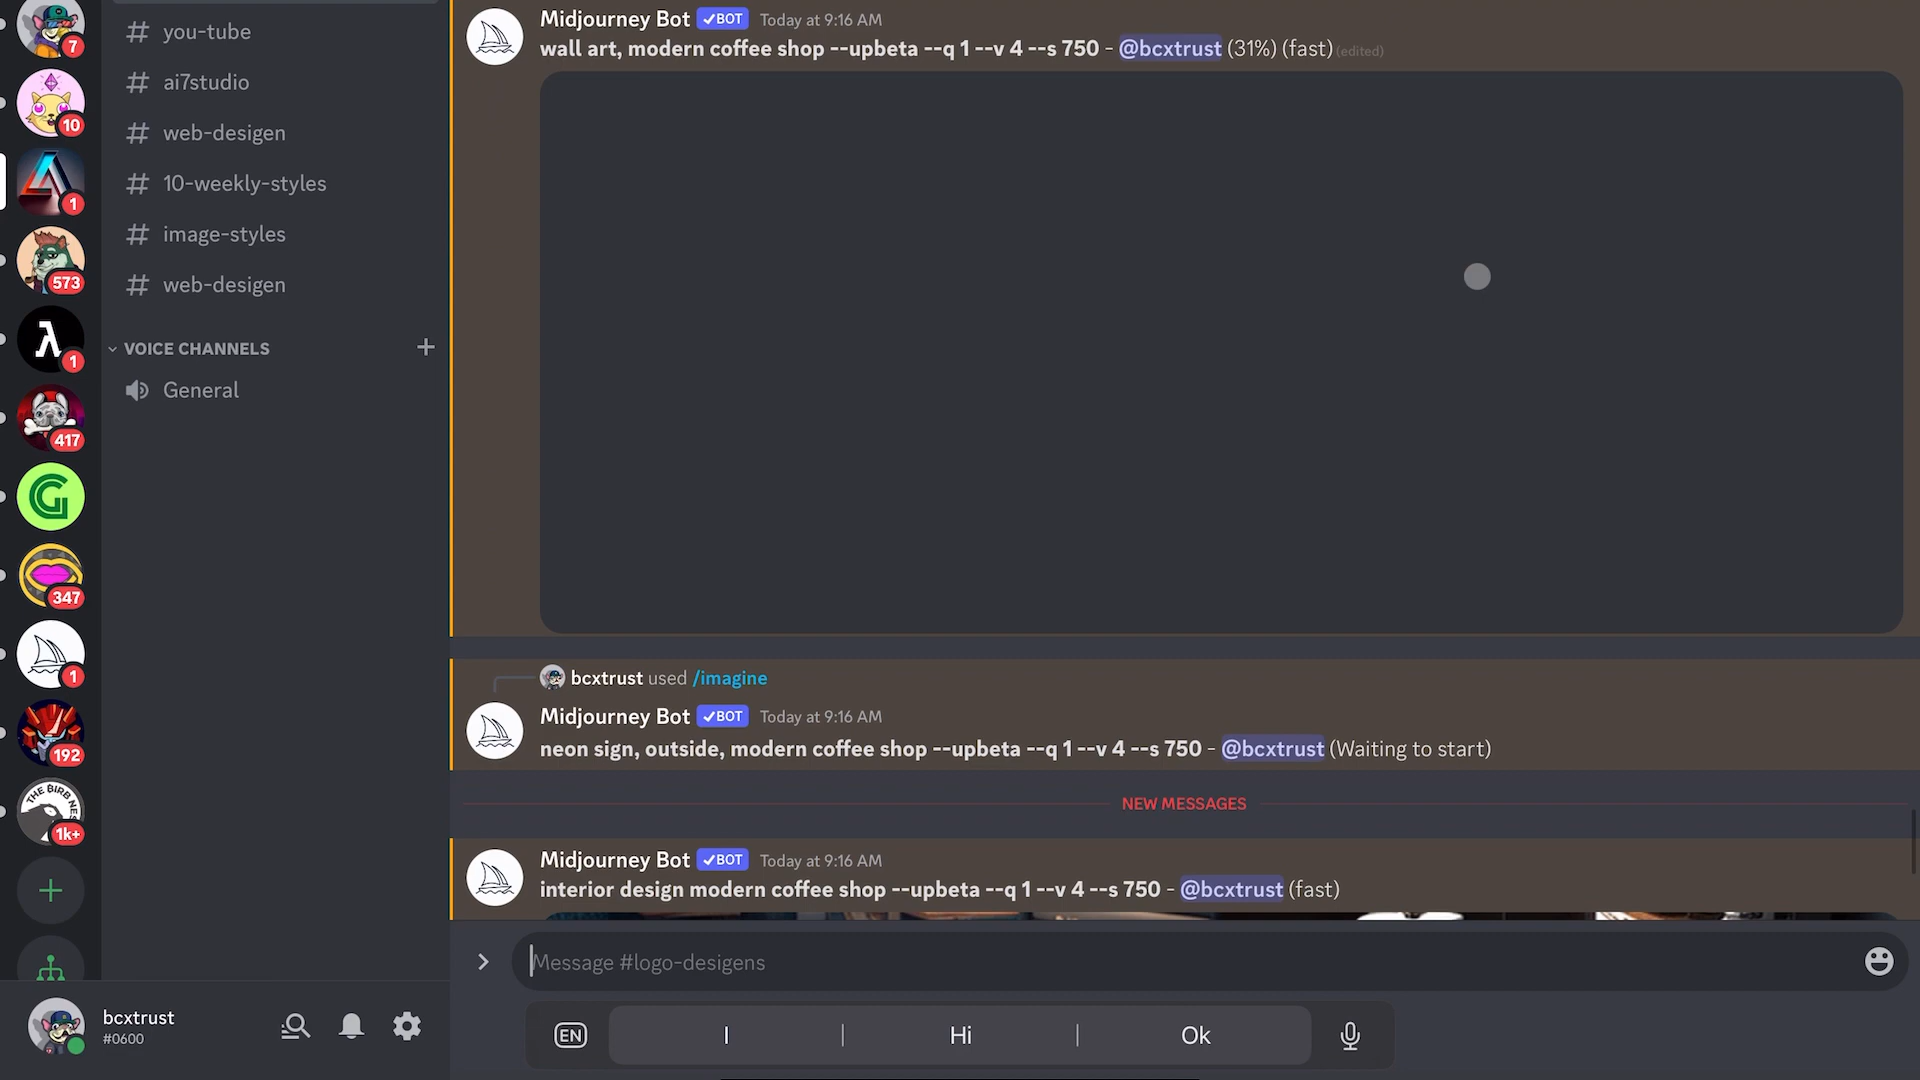 7
10
1
573
1
417
347
1
192
THE BIRB NES
1k+
# you-tube
# ai7studio
# web-desigen
# 10-weekly-styles
# image-styles
# web-desigen
VOICE CHANNELS
General
bcxtrust
#0600
Midjourney Bot ✓BOT Today at 9:16 AM
wall art, modern coffee shop --upbeta --q 1 --v 4 --s 750 - @bcxtrust (31%) (fast) (edited)
bcxtrust used /imagine
Midjourney Bot ✓BOT Today at 9:16 AM
neon sign, outside, modern coffee shop --upbeta --q 1 --v 4 --s 750 - @bcxtrust (Waiting to start)
NEW MESSAGES
Midjourney Bot ✓BOT Today at 9:16 AM
interior design modern coffee shop --upbeta --q 1 --v 4 --s 750 - @bcxtrust (fast)
Message #logo-desigens
EN I Hi Ok